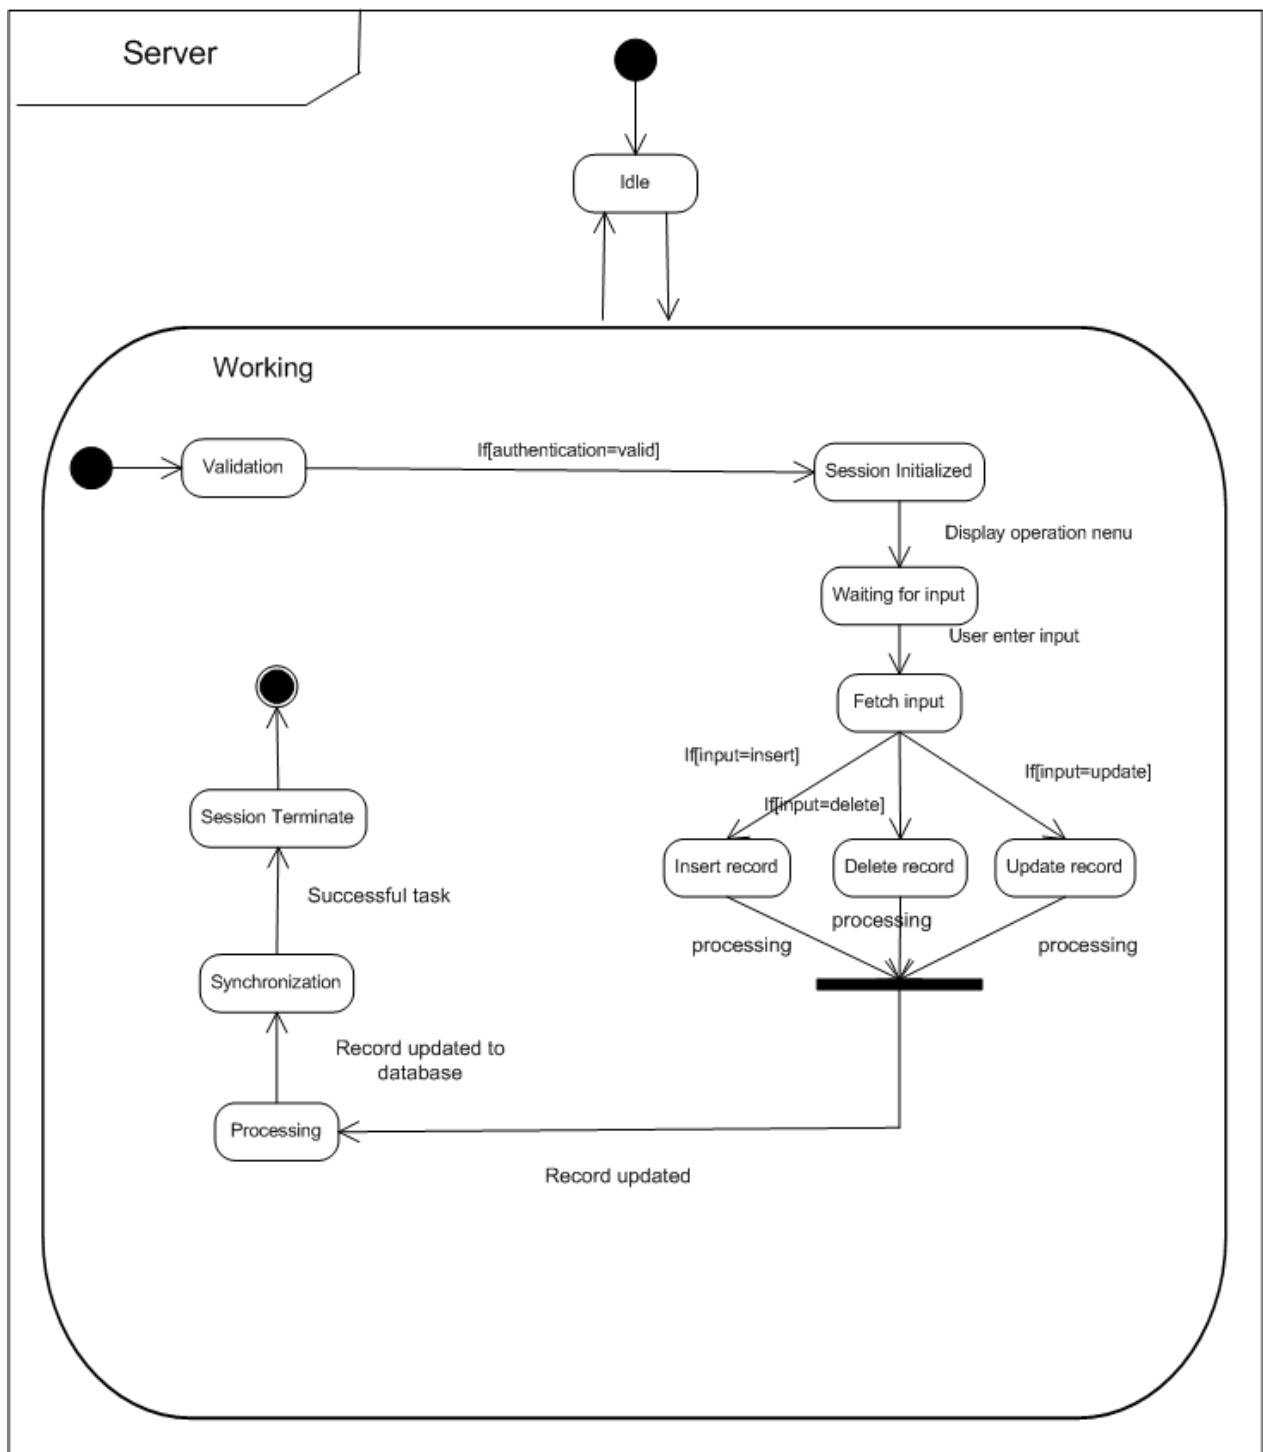 Server
Idle
Working
If[authentication=valid]
Validation
Session Initialized
Display operation nenu
Waiting for input
User enter input
Fetch input
If[input=insert]
If[input=update]
If[input=delete]
Insert record
Delete record
Update record
processing
processing
processing
Session Terminate
Successful task
Synchronization
Record updated to
database
Processing
Record updated